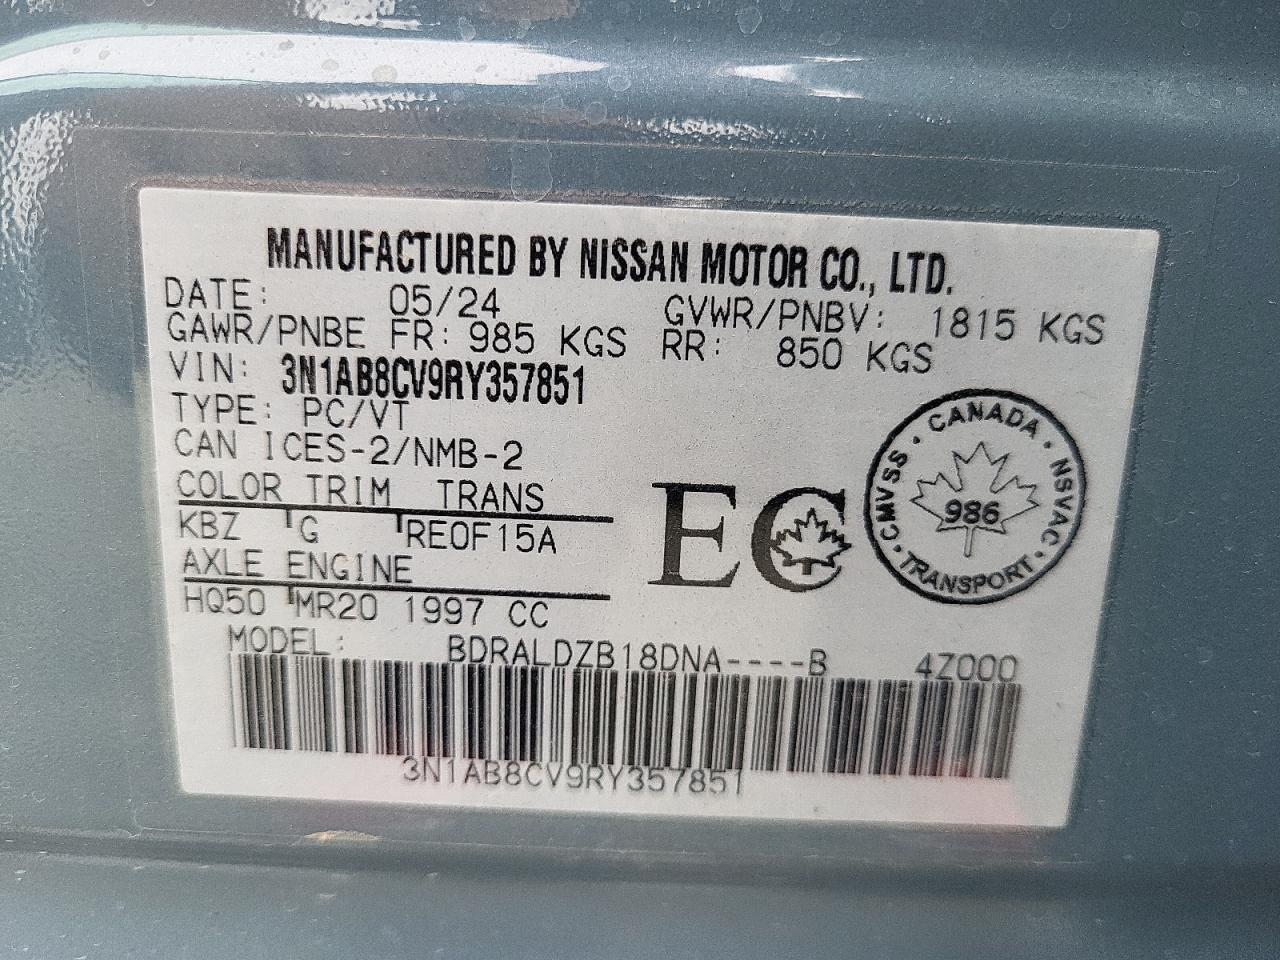 MANUFACTURED BY NISSAN MOTOR CO., LTD.
DATE: 05/24 GVWR/PNBV: 1815 KGS
GAWR/PNBE FR: 985 KGS RR: 850 KGS
VIN: 3N1AB8CV9RY357851
TYPE: PC/VT
CAN ICES-2/NMB-2
COLOR TRIM TRANS
KBZ G RE0F15A
AXLE ENGINE
HQ50 MR20 1997 CC
EC
CANADA · NSVAC · TRANSPORT · CMVSS ·
986
MODEL: BDRALDZB18DNA----B 4Z000
3N1AB8CV9RY357851